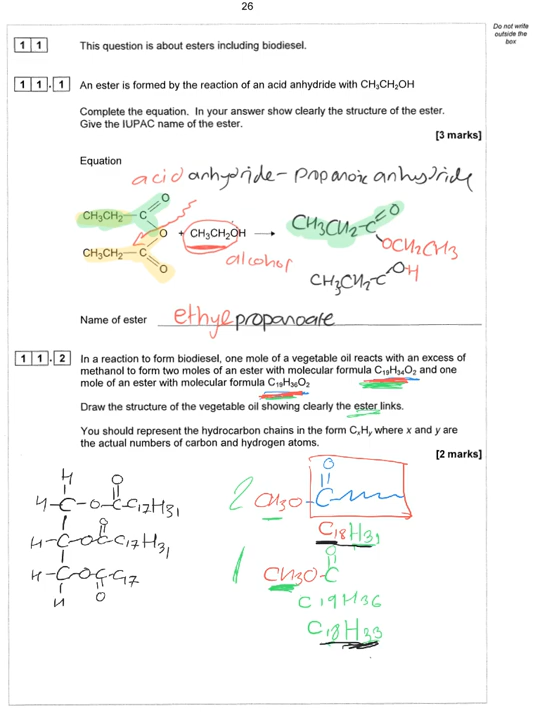 26
Do not write
outside the
box
1 1 This question is about esters including biodiesel.
1 1 . 1 An ester is formed by the reaction of an acid anhydride with CH₃CH₂OH
Complete the equation. In your answer show clearly the structure of the ester.
Give the IUPAC name of the ester.
[3 marks]
Equation
acid anhydride - propanoic anhydride
O
CH₃CH₂—C
O + CH₃CH₂OH →
CH₃CH₂—C
O
alcohol
O
CH₃CH₂-C
OCH₂CH₃
CH₃CH₂-C OH
Name of ester ethyl propanoate
1 1 . 2 In a reaction to form biodiesel, one mole of a vegetable oil reacts with an excess of
methanol to form two moles of an ester with molecular formula C₁₉H₃₄O₂ and one
mole of an ester with molecular formula C₁₉H₃₆O₂
Draw the structure of the vegetable oil showing clearly the ester links.
You should represent the hydrocarbon chains in the form CₓHᵧ where x and y are
the actual numbers of carbon and hydrogen atoms.
[2 marks]
H
O
H-C-O-C-C17H31
O
H-C-O-C-C17H31
H-C-O-C-C17
H O
O
2 CH3O-C
C18H31
O
1 CH3O-C
C19H36
C18H33